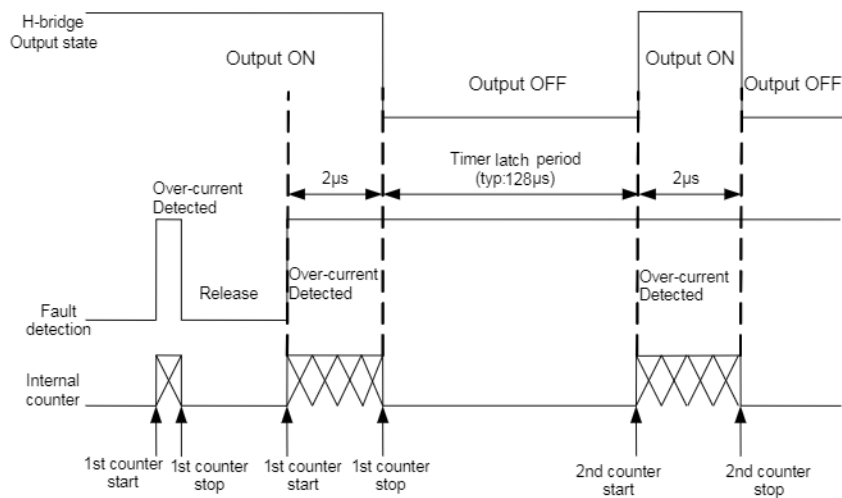 H-bridge
Output state
Output ON
Output OFF
Output ON
Output OFF
2µs
Timer latch period
(typ:128µs)
2µs
Over-current
Detected
Release
Over-current
Detected
Over-current
Detected
Fault
detection
Internal
counter
1st counter
start
1st counter
stop
1st counter
start
1st counter
stop
2nd counter
start
2nd counter
stop